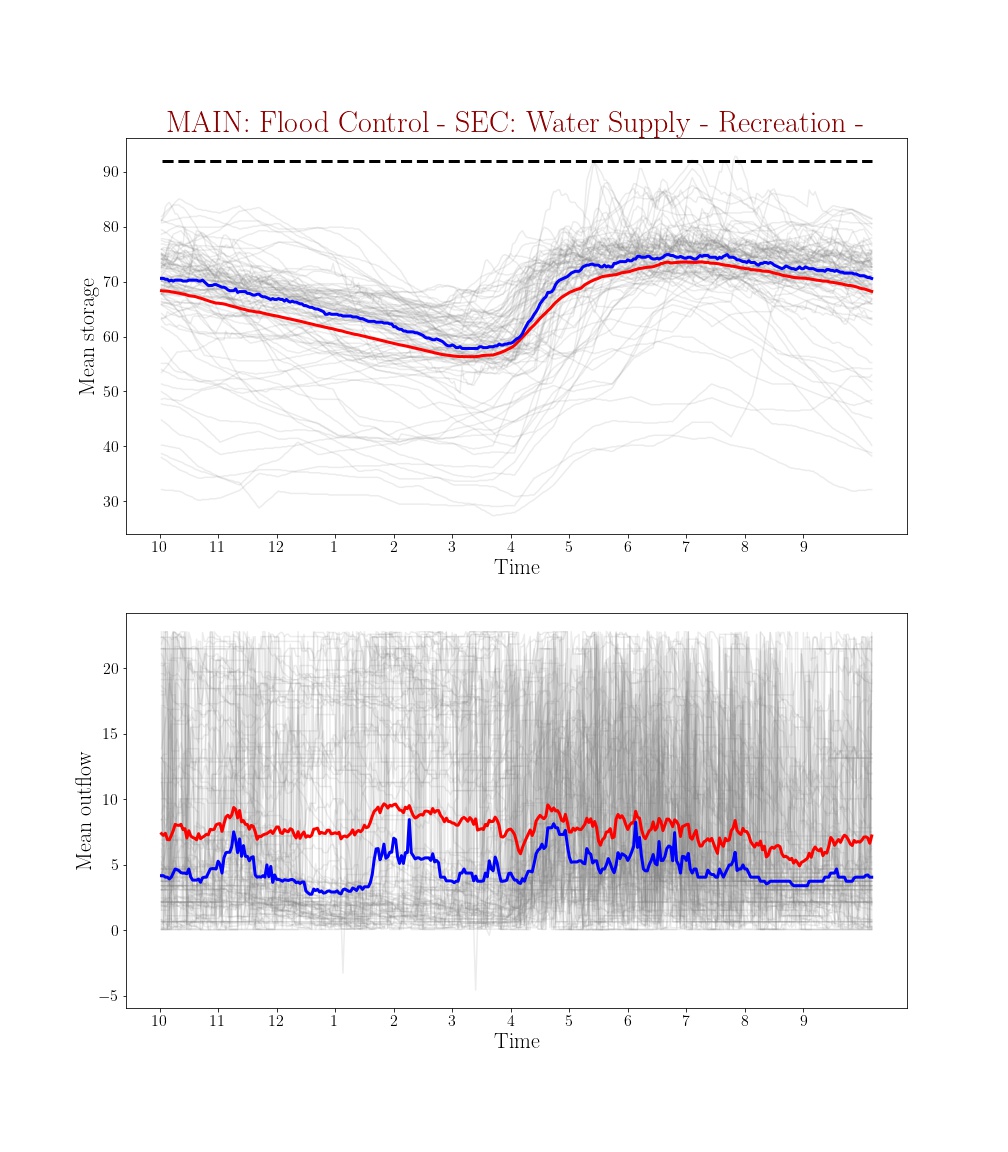 MAIN: Flood Control - SEC: Water Supply - Recreation -
90
80
70
60
50
40
30
Mean storage
10 11 12 1 2 3 4 5 6 7 8 9
Time
20
15
10
5
0
−5
Mean outflow
10 11 12 1 2 3 4 5 6 7 8 9
Time